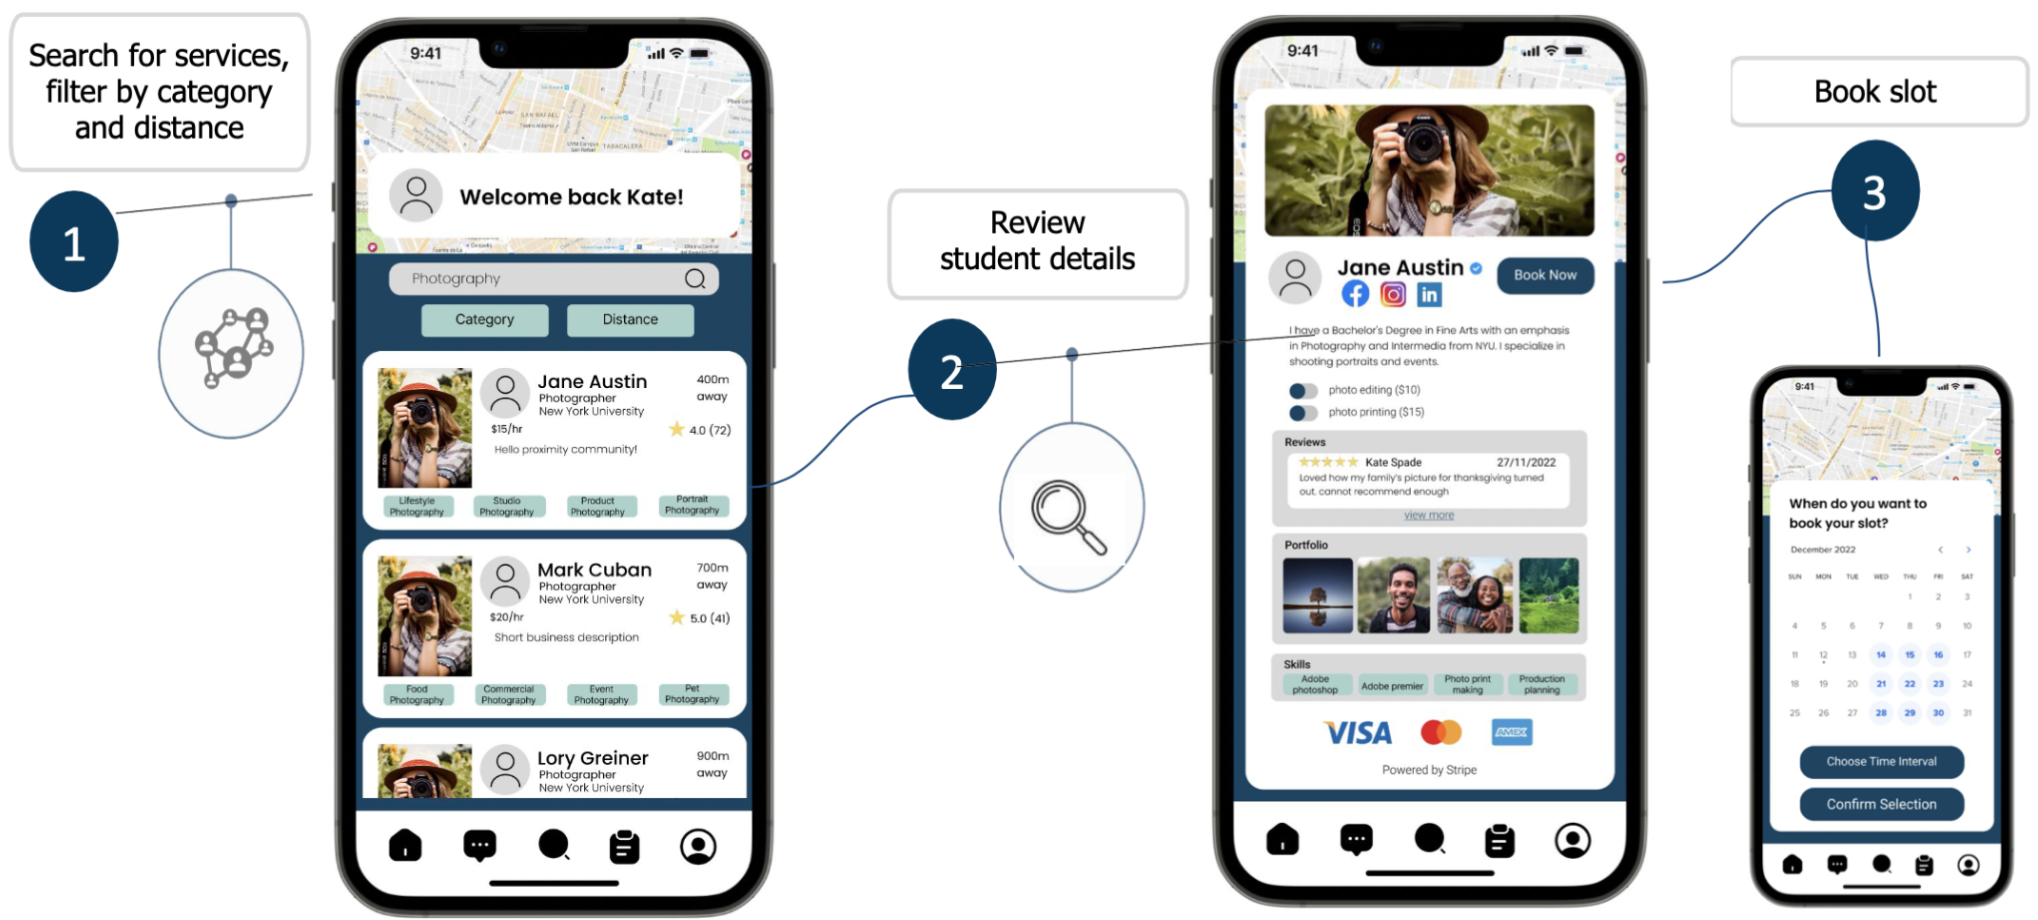 Search for services,
filter by category
and distance
1
9:41
SAN RAFAEL
TABACALERA
Welcome back Kate!
Photography
Category
Distance
Jane Austin
Photographer
New York University
400m
away
$15/hr
4.0 (72)
Hello proximity community!
Lifestyle
Photography
Studio
Photography
Product
Photography
Portrait
Photography
Mark Cuban
Photographer
New York University
700m
away
$20/hr
5.0 (41)
Short business description
Food
Photography
Commercial
Photography
Event
Photography
Pet
Photography
Lory Greiner
Photographer
New York University
900m
away
Review
student details
2
9:41
Jane Austin
Book Now
I have a Bachelor's Degree in Fine Arts with an emphasis
in Photography and Intermedia from NYU. I specialize in
shooting portraits and events.
photo editing ($10)
photo printing ($15)
Reviews
Kate Spade
27/11/2022
Loved how my family's picture for thanksgiving turned
out. cannot recommend enough
view more
Portfolio
Skills
Adobe
photoshop
Adobe premier
Photo print
making
Production
planning
VISA
AMEX
Powered by Stripe
Book slot
3
9:41
When do you want to
book your slot?
December 2022
SUN MON TUE WED THU FRI SAT
1 2 3
4 5 6 7 8 9 10
11 12 13 14 15 16 17
18 19 20 21 22 23 24
25 26 27 28 29 30 31
Choose Time Interval
Confirm Selection